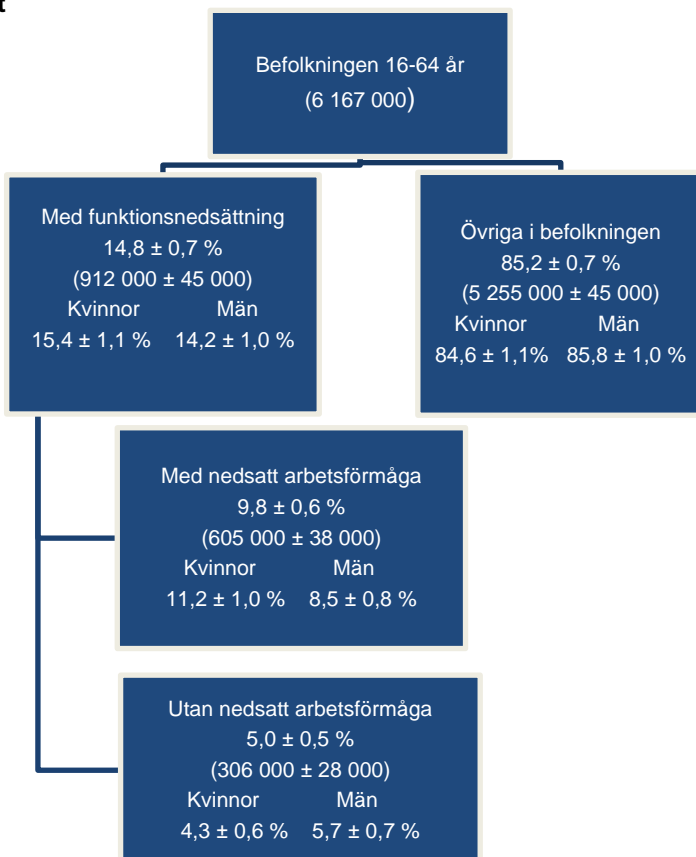 Befolkningen 16-64 år
(6 167 000)
Med funktionsnedsättning
14,8 ± 0,7 %
(912 000 ± 45 000)
Kvinnor Män
15,4 ± 1,1 % 14,2 ± 1,0 %
Övriga i befolkningen
85,2 ± 0,7 %
(5 255 000 ± 45 000)
Kvinnor Män
84,6 ± 1,1% 85,8 ± 1,0 %
Med nedsatt arbetsförmåga
9,8 ± 0,6 %
(605 000 ± 38 000)
Kvinnor Män
11,2 ± 1,0 % 8,5 ± 0,8 %
Utan nedsatt arbetsförmåga
5,0 ± 0,5 %
(306 000 ± 28 000)
Kvinnor Män
4,3 ± 0,6 % 5,7 ± 0,7 %